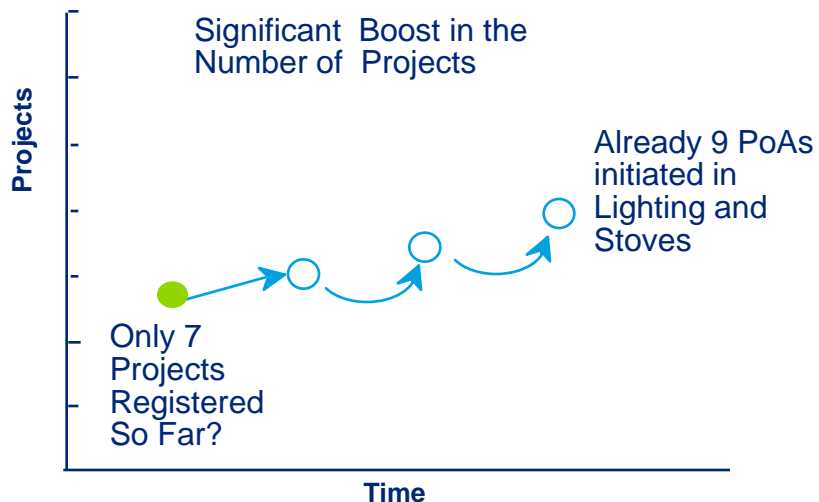 Significant Boost in the
Number of Projects
Projects
Already 9 PoAs
initiated in
Lighting and
Stoves
Only 7
Projects
Registered
So Far?
Time